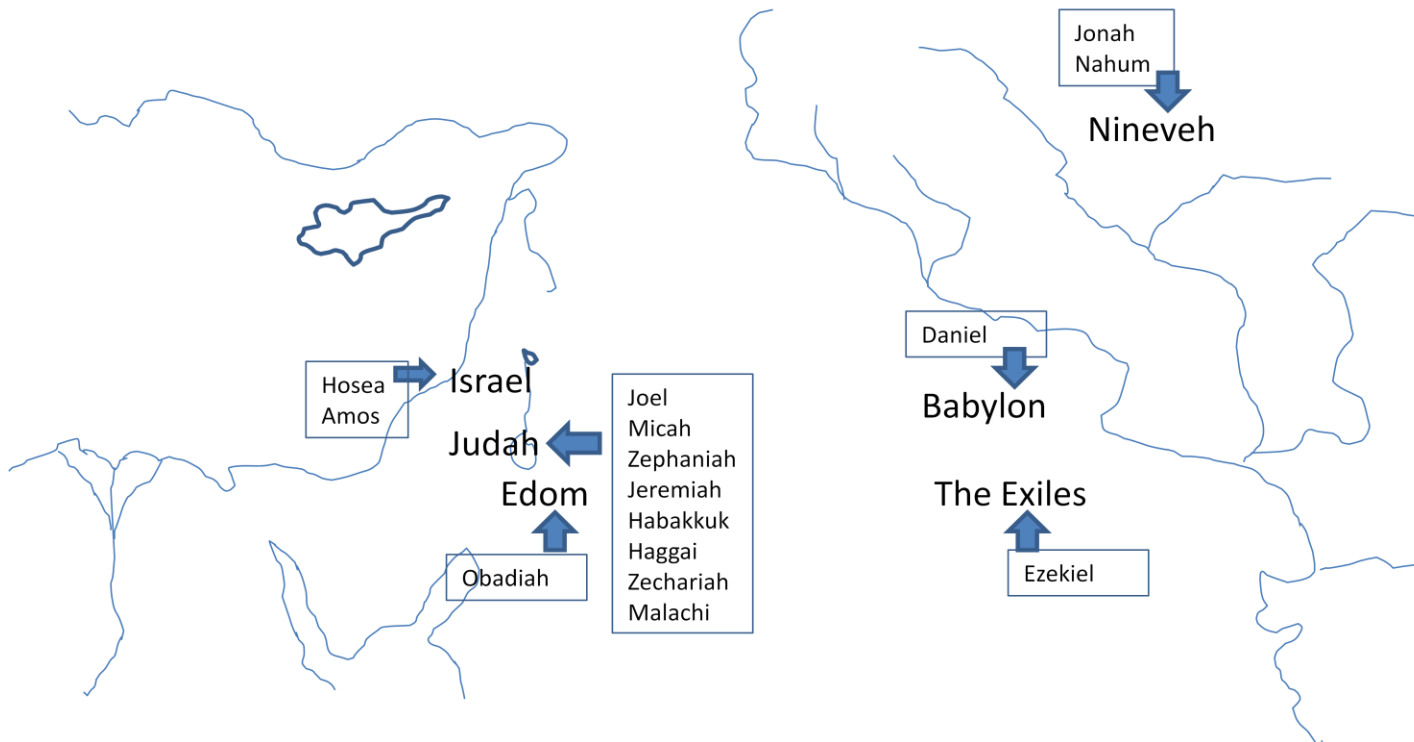 Jonah
Nahum
Nineveh
Daniel
Babylon
Hosea
Amos
Israel
Judah
Edom
Joel
Micah
Zephaniah
Jeremiah
Habakkuk
Haggai
Zechariah
Malachi
The Exiles
Obadiah
Ezekiel